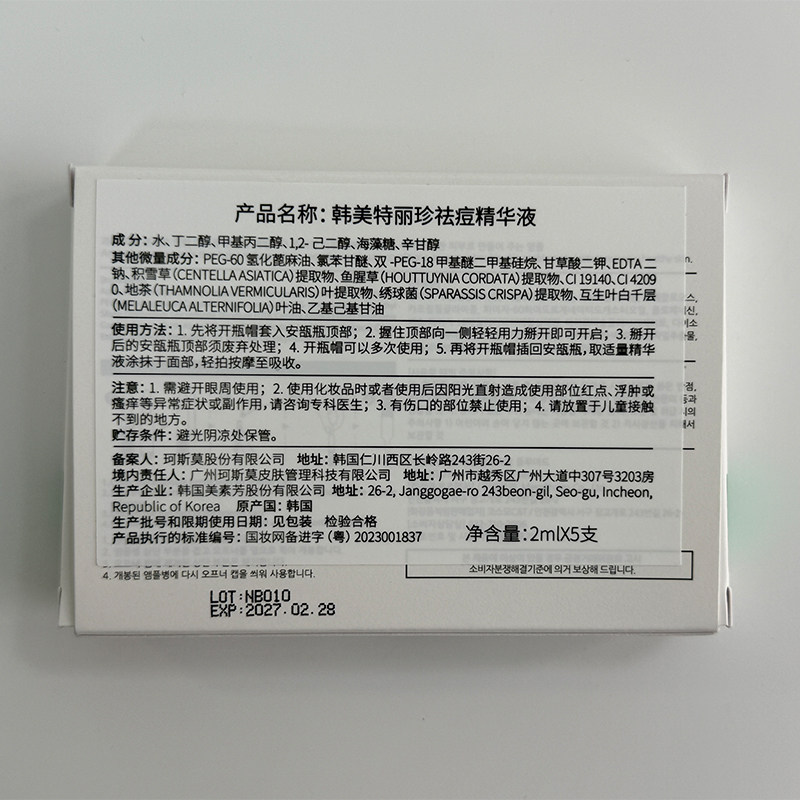 产品名称：韩美特丽珍祛痘精华液
成 分：水、丁二醇、甲基丙二醇、1,2- 己二醇、海藻糖、辛甘醇
其他微量成分：PEG-60 氢化蓖麻油、氯苯甘醚、双 -PEG-18 甲基醚二甲基硅烷、甘草酸二钾、EDTA 二
钠、积雪草（CENTELLA ASIATICA）提取物、鱼腥草（HOUTTUYNIA CORDATA）提取物、CI 19140、CI 4209
0、地茶（THAMNOLIA VERMICULARIS）叶提取物、绣球菌（SPARASSIS CRISPA）提取物、互生叶白千层
（MELALEUCA ALTERNIFOLIA）叶油、乙基己基甘油
使用方法：1. 先将开瓶帽套入安瓿瓶顶部；2. 握住顶部向一侧轻轻用力掰开即可开启；3. 掰开
后的安瓿瓶顶部须废弃处理；4. 开瓶帽可以多次使用；5. 再将开瓶帽插回安瓿瓶，取适量精华
液涂抹于面部，轻拍按摩至吸收。
注意：1. 需避开眼周使用；2. 使用化妆品时或者使用后因阳光直射造成使用部位红点、浮肿或
瘙痒等异常症状或副作用，请咨询专科医生；3. 有伤口的部位禁止使用；4. 请放置于儿童接触
不到的地方。
贮存条件：避光阴凉处保管。
备案人：珂斯莫股份有限公司 地址：韩国仁川西区长岭路243街26-2
境内责任人：广州珂斯莫皮肤管理科技有限公司 地址：广州市越秀区广州大道中307号3203房
生产企业：韩国美素芳股份有限公司 地址：26-2, Janggogae-ro 243beon-gil, Seo-gu, Incheon,
Republic of Korea 原产国：韩国
生产批号和限期使用日期：见包装 检验合格
产品执行的标准编号：国妆网备进字（粤）2023001837
净含量：2mlX5支
4. 개봉된 앰플병에 다시 오프너 캡을 씌워 사용합니다.
소비자분쟁해결기준에 의거 보상해 드립니다.
LOT:NB010
EXP:2027.02.28